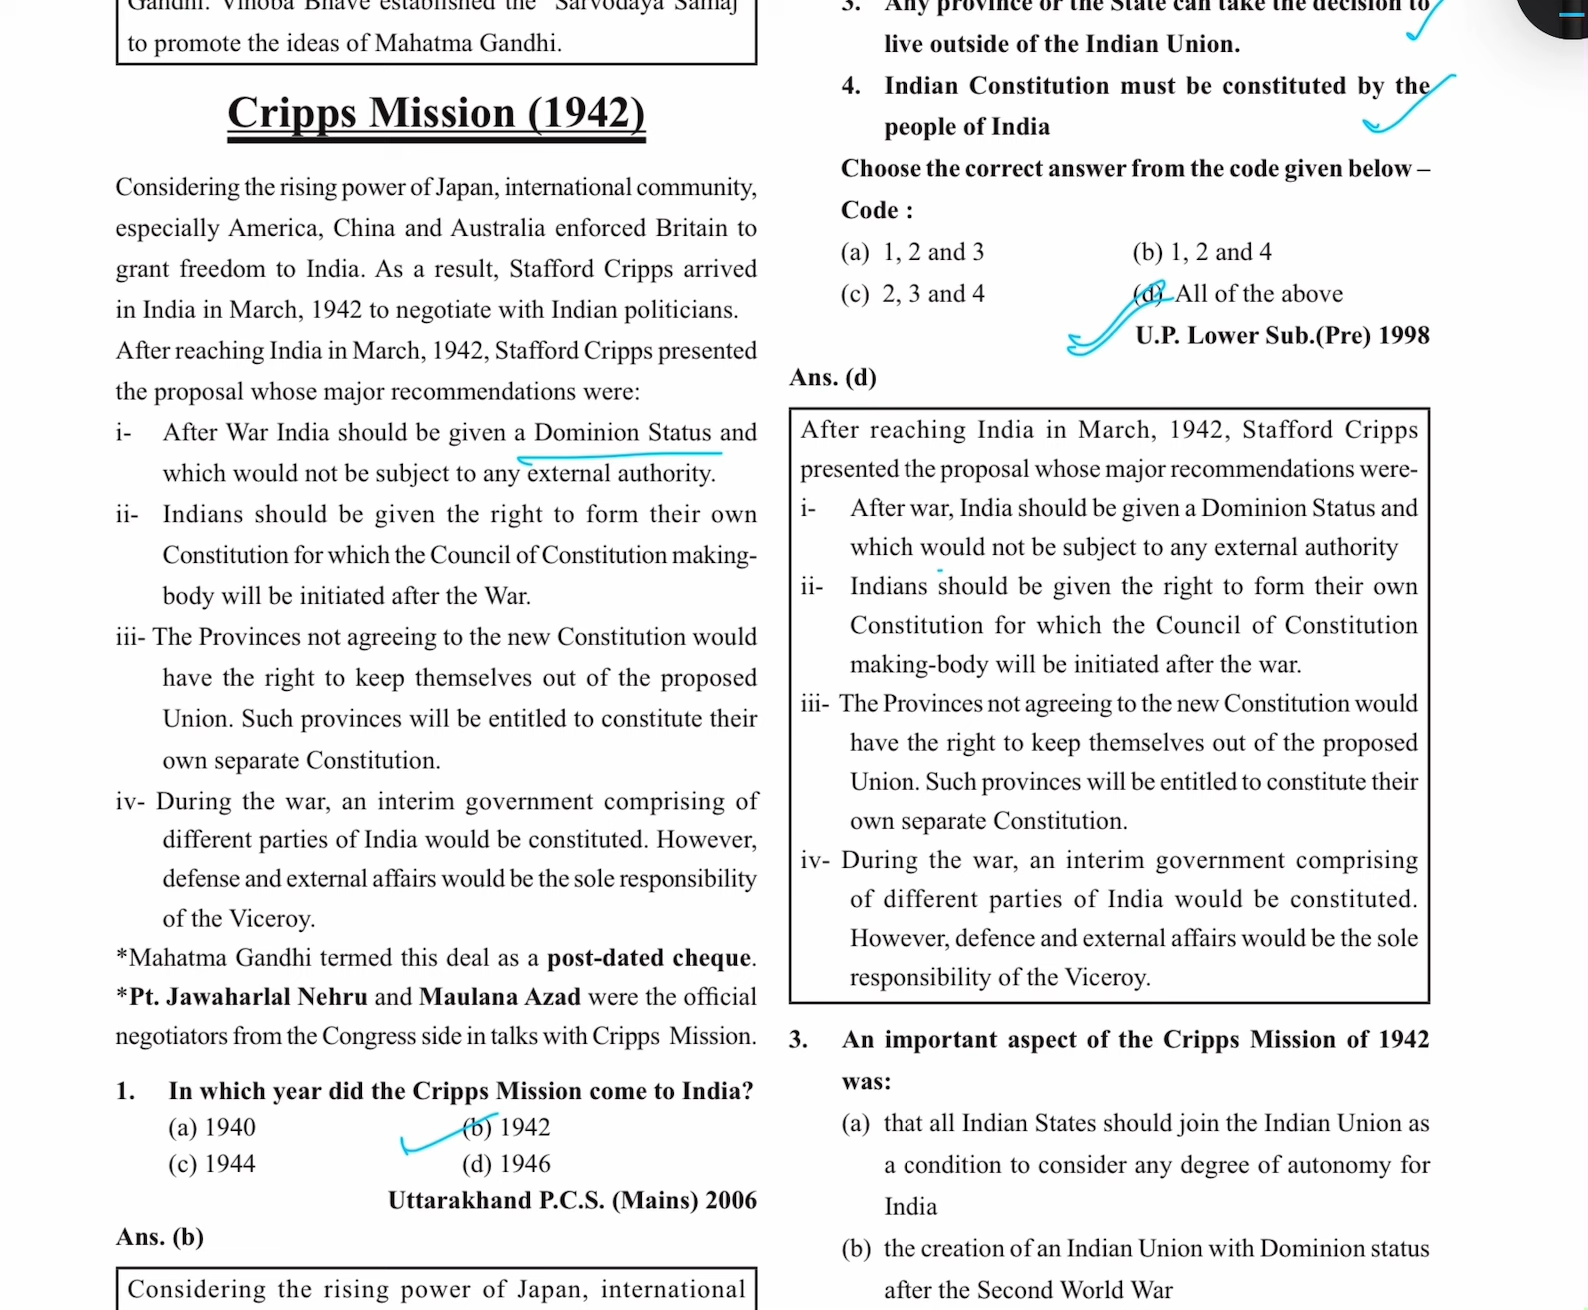 Gandhi. Vinoba Bhave established the "Sarvodaya Samaj"
to promote the ideas of Mahatma Gandhi.
Cripps Mission (1942)
Considering the rising power of Japan, international community,
especially America, China and Australia enforced Britain to
grant freedom to India. As a result, Stafford Cripps arrived
in India in March, 1942 to negotiate with Indian politicians.
After reaching India in March, 1942, Stafford Cripps presented
the proposal whose major recommendations were:
i- After War India should be given a Dominion Status and
which would not be subject to any external authority.
ii- Indians should be given the right to form their own
Constitution for which the Council of Constitution making-
body will be initiated after the War.
iii- The Provinces not agreeing to the new Constitution would
have the right to keep themselves out of the proposed
Union. Such provinces will be entitled to constitute their
own separate Constitution.
iv- During the war, an interim government comprising of
different parties of India would be constituted. However,
defense and external affairs would be the sole responsibility
of the Viceroy.
*Mahatma Gandhi termed this deal as a post-dated cheque.
*Pt. Jawaharlal Nehru and Maulana Azad were the official
negotiators from the Congress side in talks with Cripps Mission.
1. In which year did the Cripps Mission come to India?
(a) 1940 (b) 1942
(c) 1944 (d) 1946
Uttarakhand P.C.S. (Mains) 2006
Ans. (b)
Considering the rising power of Japan, international
3. Any province or the State can take the decision to
live outside of the Indian Union.
4. Indian Constitution must be constituted by the
people of India
Choose the correct answer from the code given below –
Code :
(a) 1, 2 and 3 (b) 1, 2 and 4
(c) 2, 3 and 4 (d) All of the above
U.P. Lower Sub.(Pre) 1998
Ans. (d)
After reaching India in March, 1942, Stafford Cripps
presented the proposal whose major recommendations were-
i- After war, India should be given a Dominion Status and
which would not be subject to any external authority
ii- Indians should be given the right to form their own
Constitution for which the Council of Constitution
making-body will be initiated after the war.
iii- The Provinces not agreeing to the new Constitution would
have the right to keep themselves out of the proposed
Union. Such provinces will be entitled to constitute their
own separate Constitution.
iv- During the war, an interim government comprising
of different parties of India would be constituted.
However, defence and external affairs would be the sole
responsibility of the Viceroy.
3. An important aspect of the Cripps Mission of 1942
was:
(a) that all Indian States should join the Indian Union as
a condition to consider any degree of autonomy for
India
(b) the creation of an Indian Union with Dominion status
after the Second World War